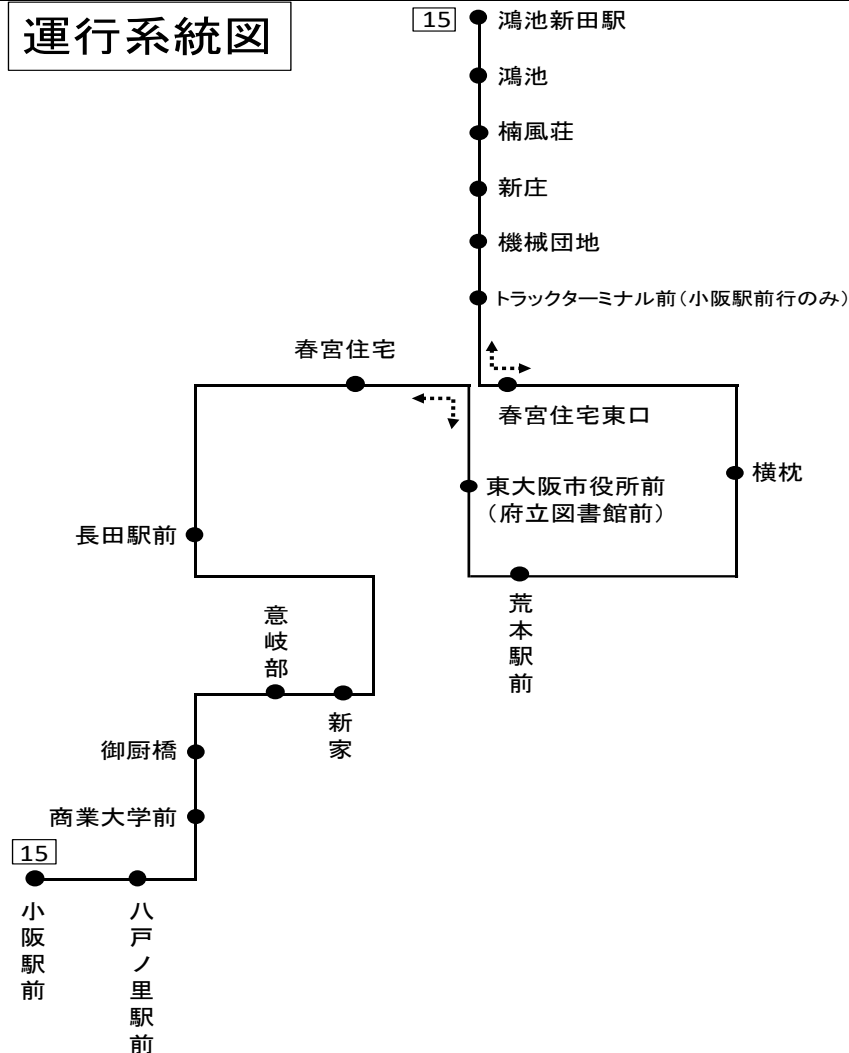 運行系統図
15
鴻池新田駅
鴻池
楠風荘
新庄
機械団地
トラックターミナル前(小阪駅前行のみ)
春宮住宅
春宮住宅東口
横枕
東大阪市役所前
(府立図書館前)
長田駅前
荒本駅前
意岐部
新家
御厨橋
商業大学前
15
小阪駅前
八戸ノ里駅前